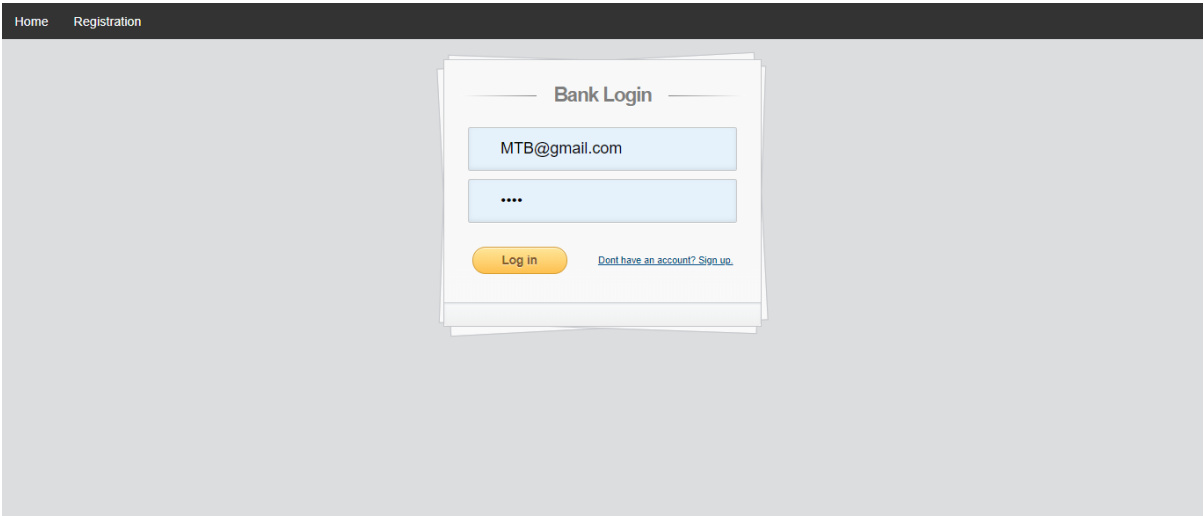 Home Registration
Bank Login
MTB@gmail.com
••••
Log in Dont have an account? Sign up.